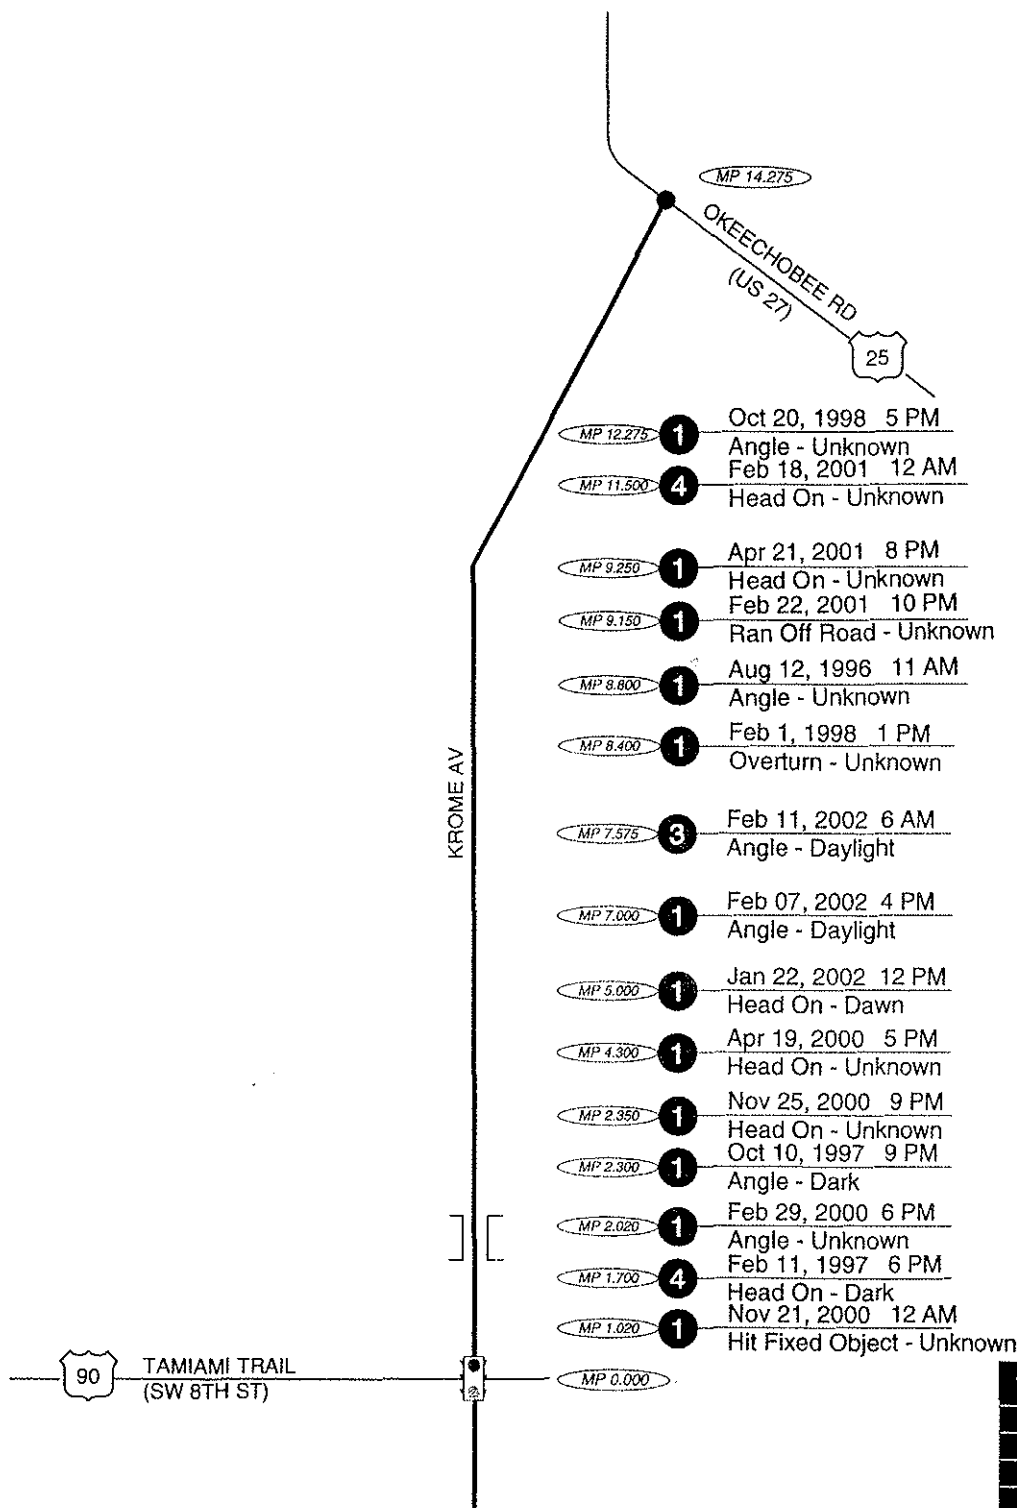 MP 14.275
OKEECHOBEE RD
(US 27)
25
MP 12.275 1 Oct 20, 1998 5 PM
Angle - Unknown
MP 11.500 4 Feb 18, 2001 12 AM
Head On - Unknown
MP 9.250 1 Apr 21, 2001 8 PM
Head On - Unknown
MP 9.150 1 Feb 22, 2001 10 PM
Ran Off Road - Unknown
MP 8.800 1 Aug 12, 1996 11 AM
Angle - Unknown
MP 8.400 1 Feb 1, 1998 1 PM
Overturn - Unknown
KROME AV
MP 7.575 3 Feb 11, 2002 6 AM
Angle - Daylight
MP 7.000 1 Feb 07, 2002 4 PM
Angle - Daylight
MP 5.000 1 Jan 22, 2002 12 PM
Head On - Dawn
MP 4.300 1 Apr 19, 2000 5 PM
Head On - Unknown
MP 2.350 1 Nov 25, 2000 9 PM
Head On - Unknown
MP 2.300 1 Oct 10, 1997 9 PM
Angle - Dark
MP 2.020 1 Feb 29, 2000 6 PM
Angle - Unknown
MP 1.700 4 Feb 11, 1997 6 PM
Head On - Dark
MP 1.020 1 Nov 21, 2000 12 AM
Hit Fixed Object - Unknown
90 TAMIAMI TRAIL
(SW 8TH ST)
MP 0.000